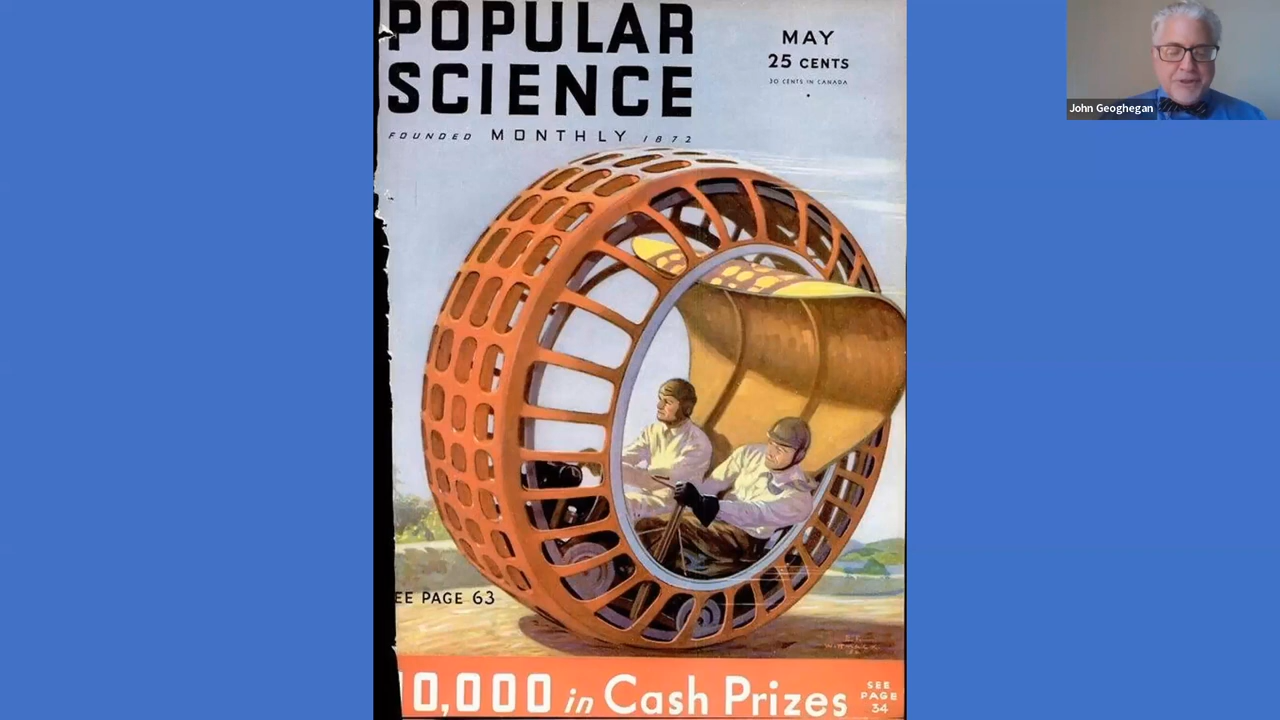 POPULAR
SCIENCE
FOUNDED MONTHLY 1872
MAY
25 CENTS
30 CENTS IN CANADA
John Geoghegan
EE PAGE 63
0,000 in Cash Prizes
SEE
PAGE
34